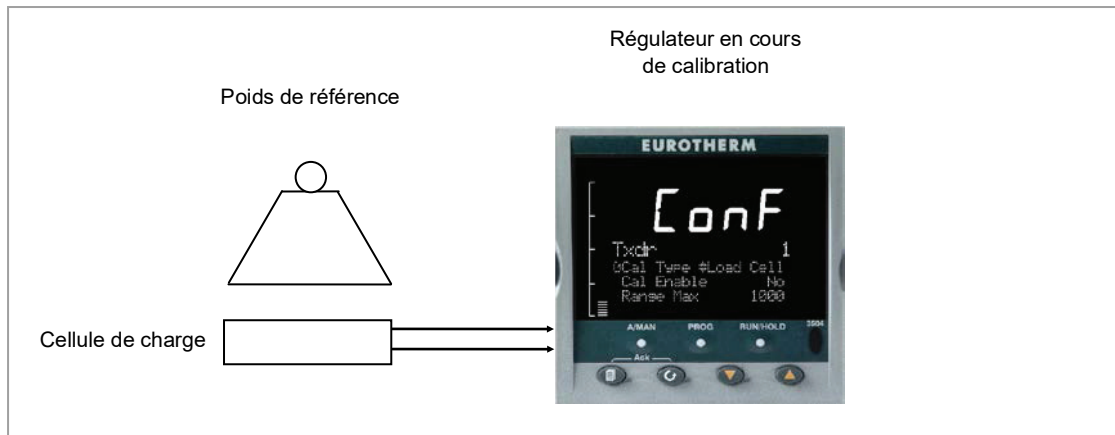 Régulateur en cours
de calibration
Poids de référence
EUROTHERM
ConF
Txdr 1
Cal Type Load Cell
Cal Enable No
Range Max 1000
A/MAN PROG RUN/HOLD 3504
Ack
Cellule de charge